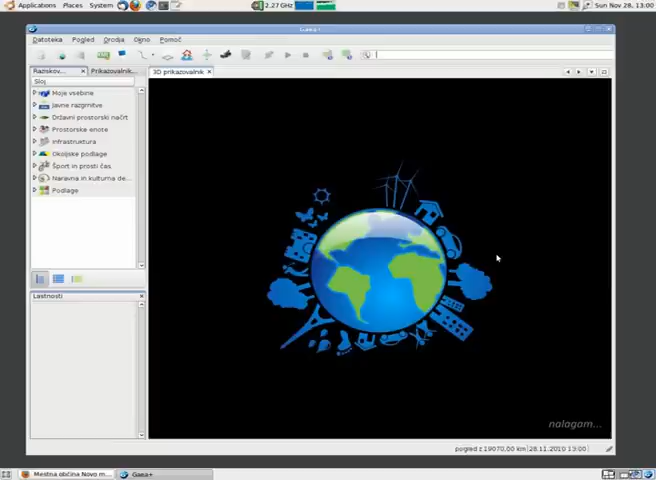 Applications Places System 2.27 GHz Sun Nov 28, 13:00
Gaea+
Datoteka Pogled Orodja Okno Pomoč
Raziskov... Prikazovalnik... 3D prikazovalnik
Sloj
Moje vsebine
Javne razgrnitve
Državni prostorski načrt
Prostorske enote
Infrastruktura
Okoljske podlage
Šport in prosti čas
Naravna in kulturna de...
Podlage
Lastnosti
nalagam...
pogled z 19070,00 km 28.11.2010 13:00
Mestna občina Novo m... Gaea+